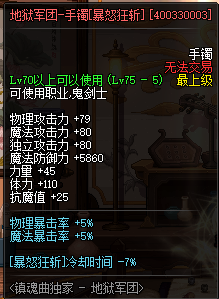 地狱军团-手镯[暴怒狂斩] [400330003]
手镯
无法交易
Lv70以上可以使用 (Lv75 - 5) 最上级
可使用职业,鬼剑士
物理攻击力 +79
魔法攻击力 +80
独立攻击力 +80
魔法防御力 +5860
力量 +45
体力 +110
抗魔值 +25
物理暴击率 +5%
魔法暴击率 +5%
[暴怒狂斩]冷却时间 -7%
<镇魂曲独家 - 地狱军团>